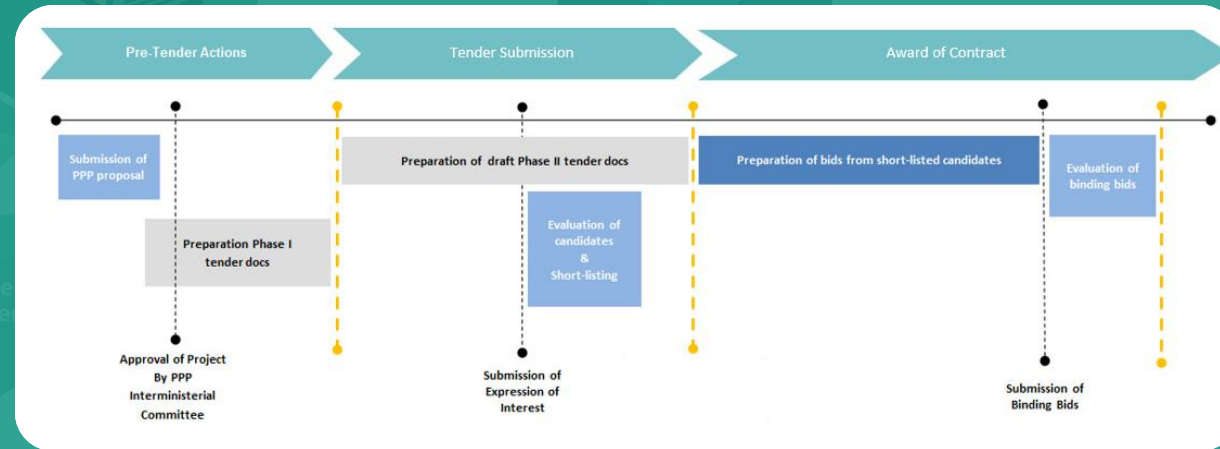 Pre-Tender Actions
Tender Submission
Award of Contract
Submission of
PPP proposal
Preparation of draft Phase II tender docs
Preparation of bids from short-listed candidates
Evaluation of
binding bids
Preparation Phase I
tender docs
Evaluation of
candidates
&
Short-listing
Approval of Project
By PPP
Interministerial
Committee
Submission of
Expression of
Interest
Submission of
Binding Bids